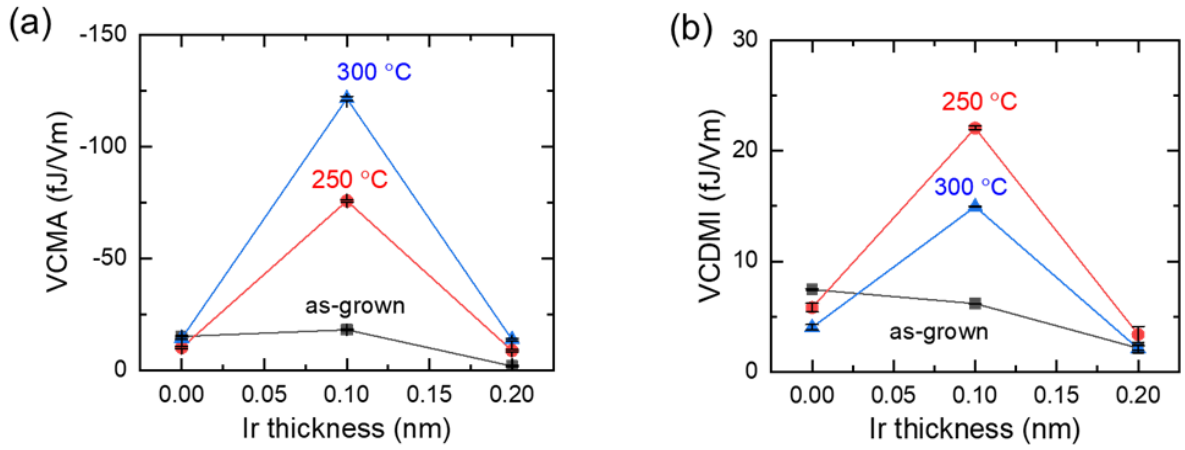 (a)
-150
-100
-50
0
VCMA (fJ/Vm)
300 °C
250 °C
as-grown
0.00 0.05 0.10 0.15 0.20
Ir thickness (nm)
(b)
30
20
10
0
VCDMI (fJ/Vm)
250 °C
300 °C
as-grown
0.00 0.05 0.10 0.15 0.20
Ir thickness (nm)